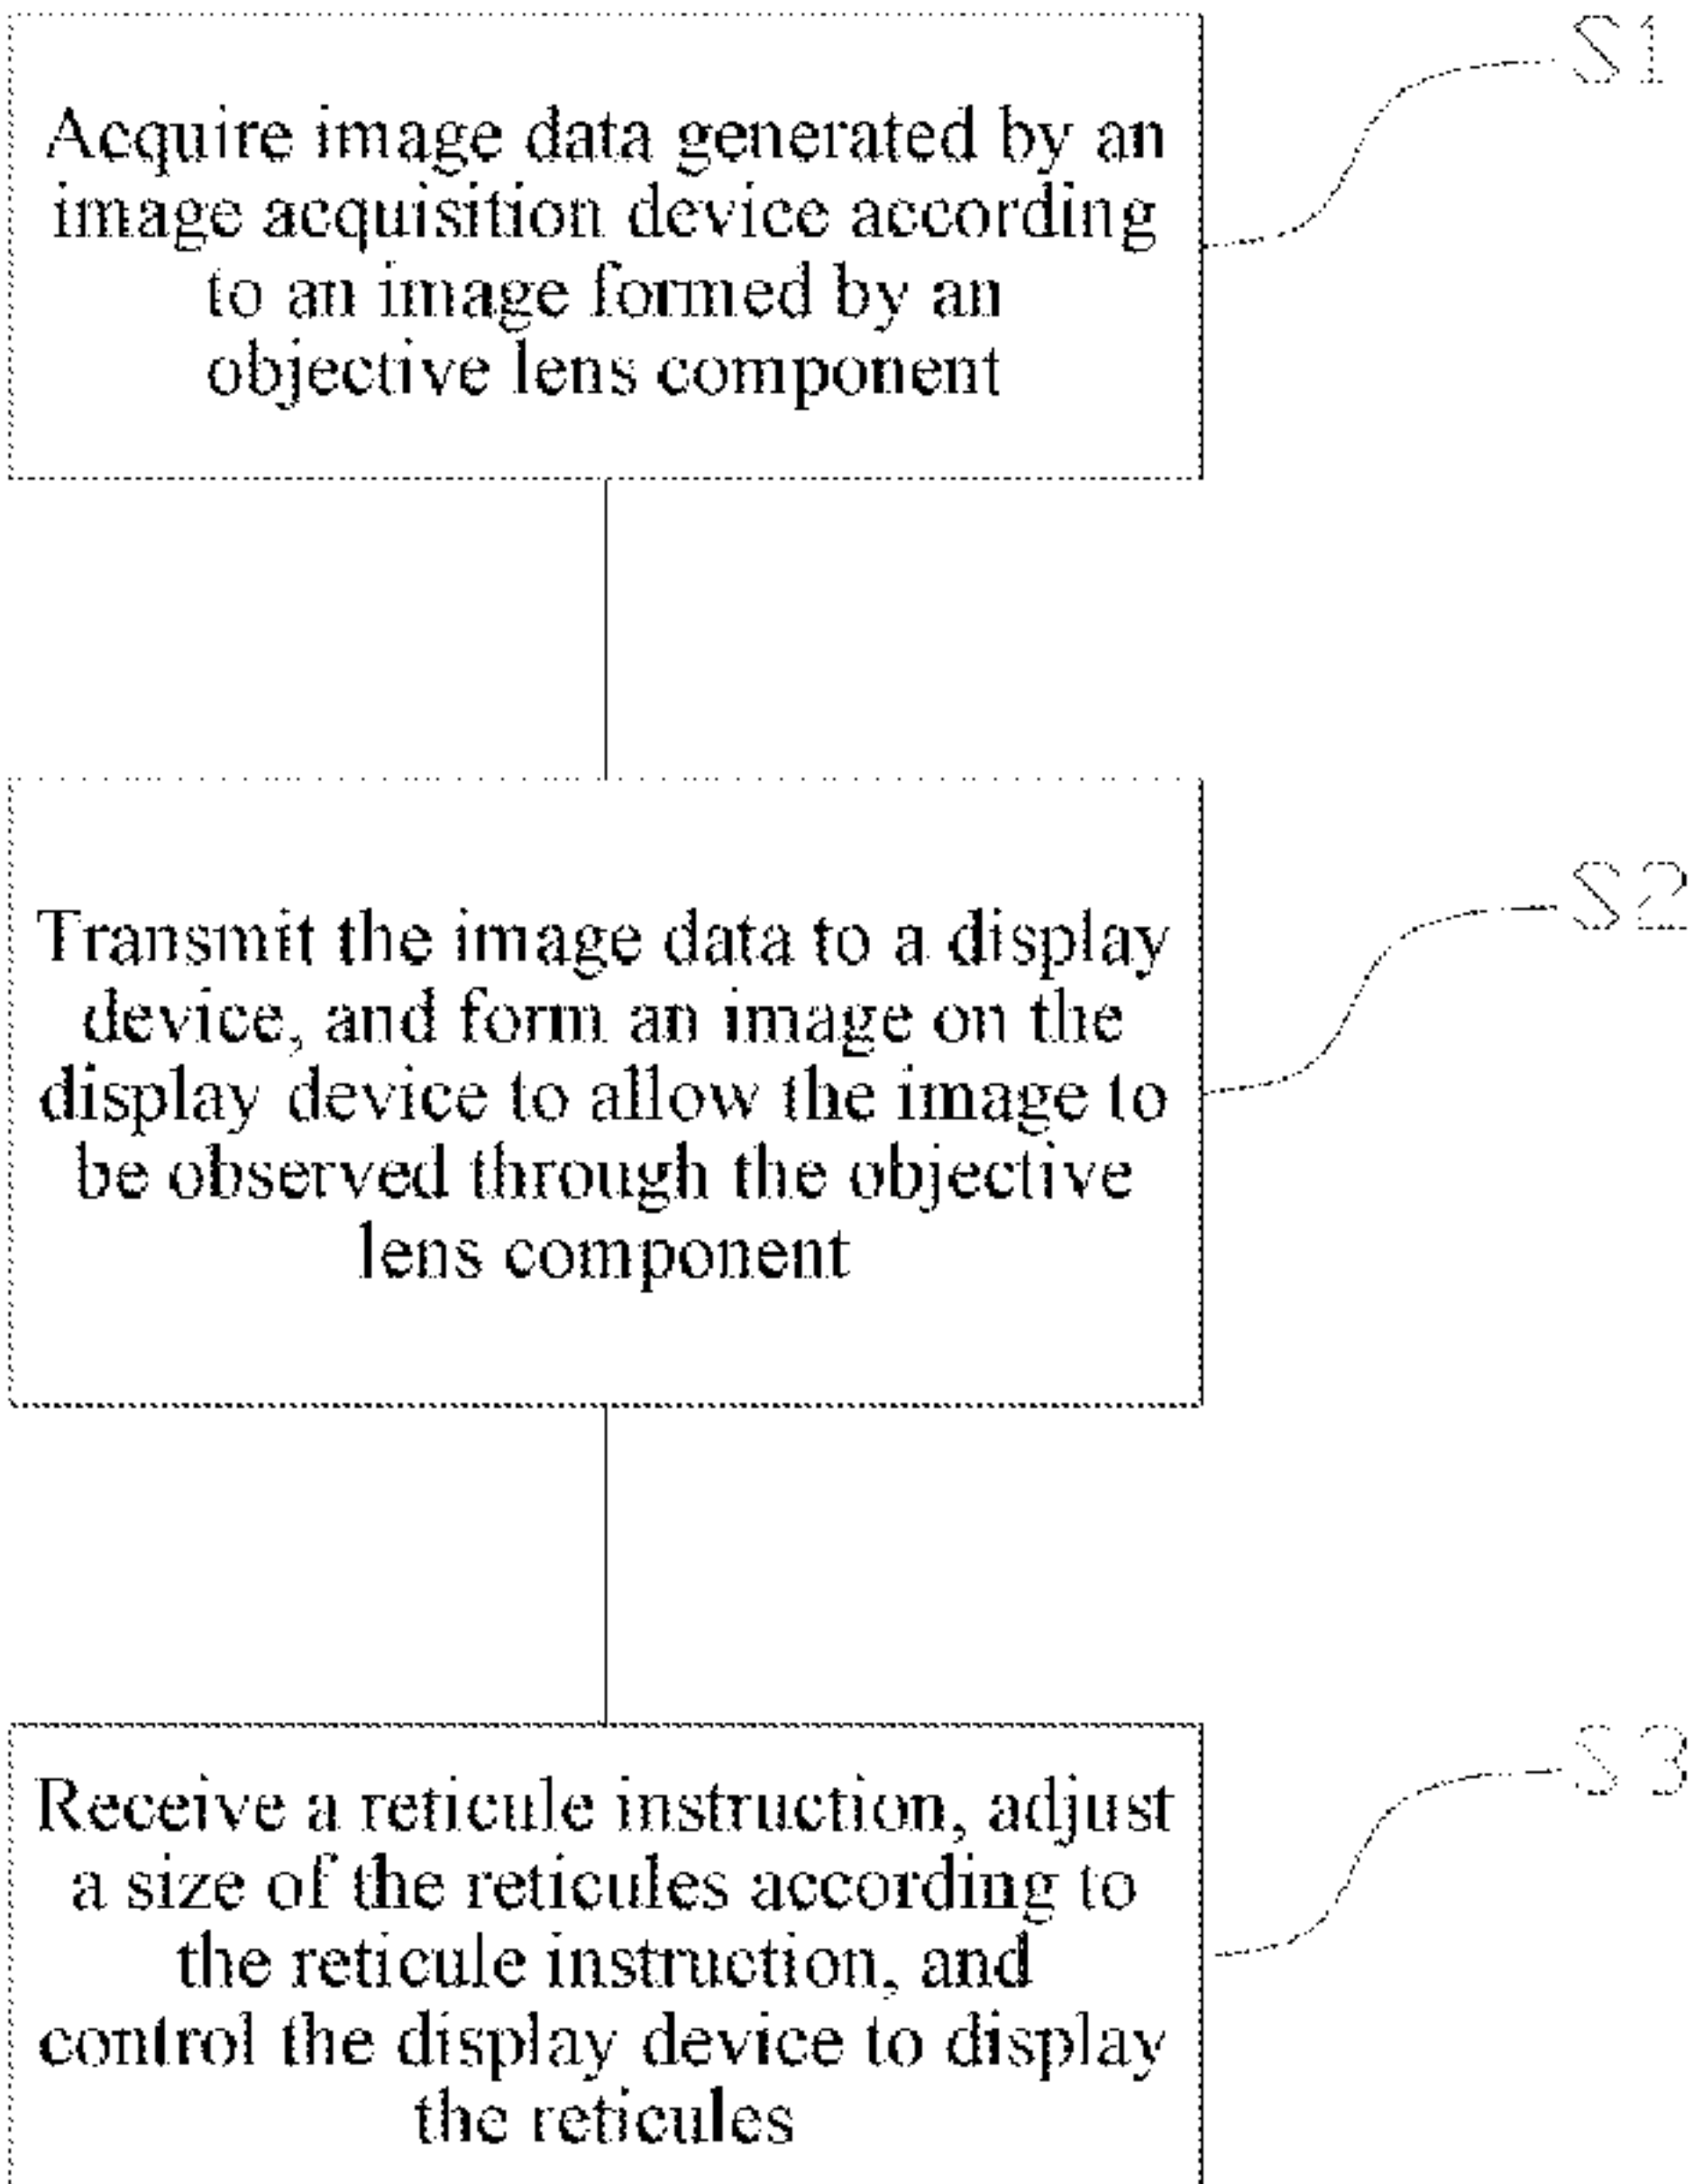 S1
Acquire image data generated by an
image acquisition device according
to an image formed by an
objective lens component
S2
Transmit the image data to a display
device, and form an image on the
display device to allow the image to
be observed through the objective
lens component
S3
Receive a reticule instruction, adjust
a size of the reticules according to
the reticule instruction, and
control the display device to display
the reticules